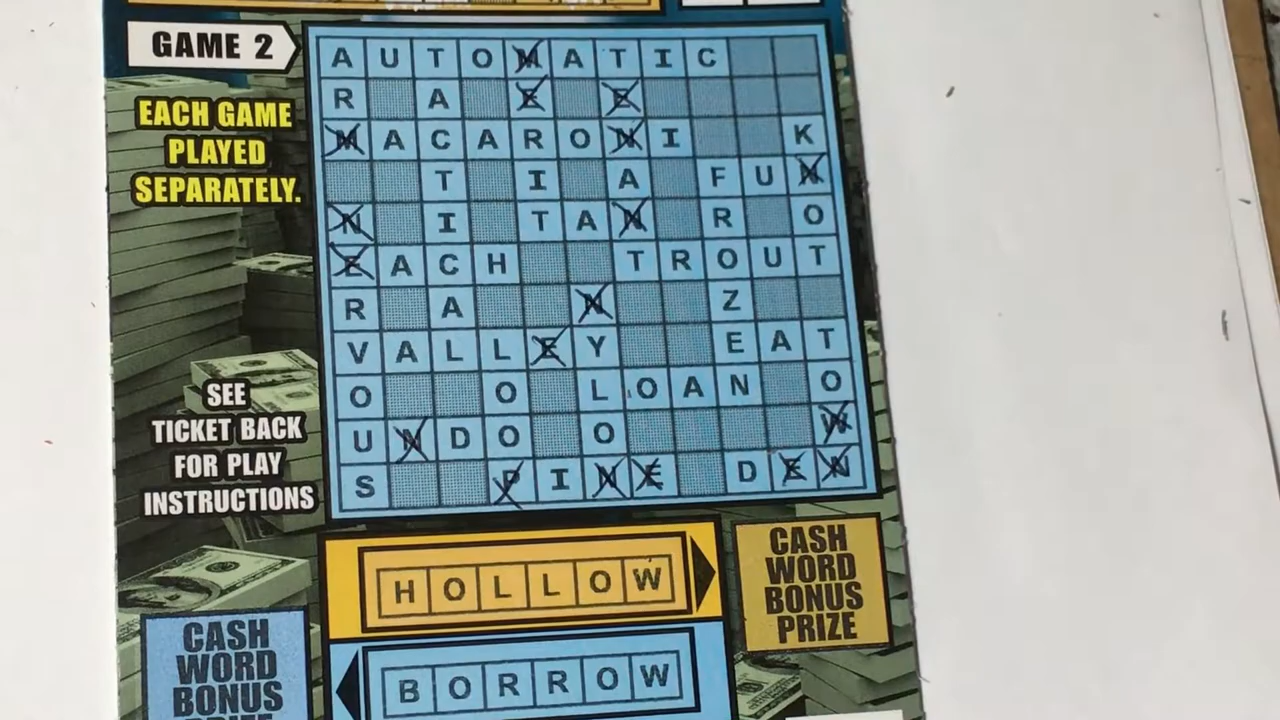 GAME 2
EACH GAME
PLAYED
SEPARATELY.
SEE
TICKET BACK
FOR PLAY
INSTRUCTIONS
A U T O M A T I C
R A E E
M A C A R O N I K
T I A F U N
N I T A N R O
E A C H T R O U T
R A N Z
V A L L E Y E A T
O O L O A N O
U N D O O W
S P I N E D E N
HOLLOW
CASH
WORD
BONUS
PRIZE
CASH
WORD
BONUS
PRIZE
BORROW